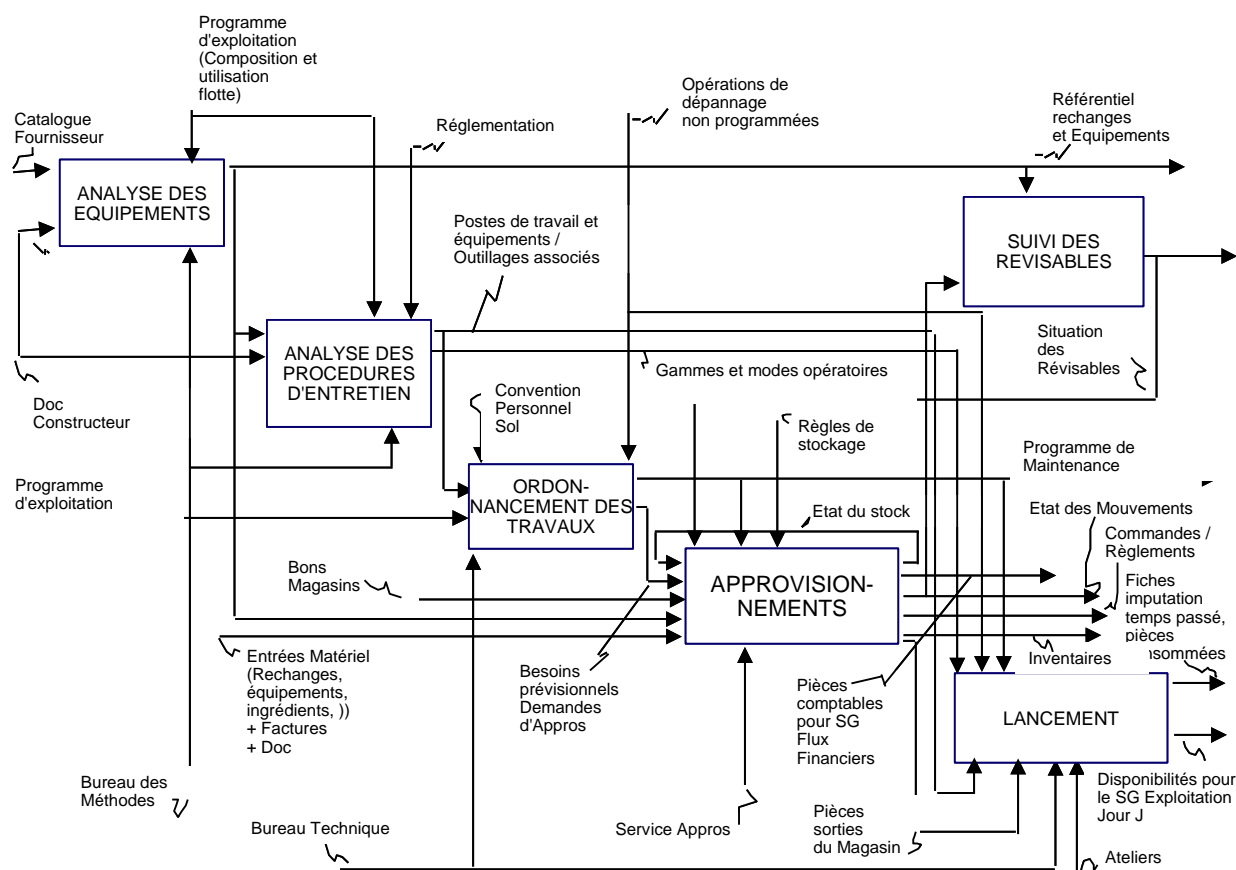 Programme
d'exploitation
(Composition et
utilisation
flotte)
Catalogue
Fournisseur
Réglementation
Opérations de
dépannage
non programmées
Référentiel
rechanges
et Equipements
ANALYSE DES
EQUIPEMENTS
Postes de travail et
équipements /
Outillages associés
SUIVI DES
REVISABLES
ANALYSE DES
PROCEDURES
D'ENTRETIEN
Gammes et modes opératoires
Situation
des
Révisables
Doc
Constructeur
Convention
Personnel
Sol
Règles de
stockage
Programme de
Maintenance
Programme
d'exploitation
ORDON-
NANCEMENT DES
TRAVAUX
Etat du stock
Etat des Mouvements
Commandes /
Règlements
Bons
Magasins
APPROVISION-
NEMENTS
Fiches
imputation
temps passé,
pièces
nsommées
Inventaires
Entrées Matériel
(Rechanges,
équipements,
ingrédients, ))
+ Factures
+ Doc
Besoins
prévisionnels
Demandes
d'Appros
Pièces
comptables
pour SG
Flux
Financiers
LANCEMENT
Bureau des
Méthodes
Disponibilités pour
le SG Exploitation
Jour J
Bureau Technique
Service Appros
Pièces
sorties
du Magasin
Ateliers